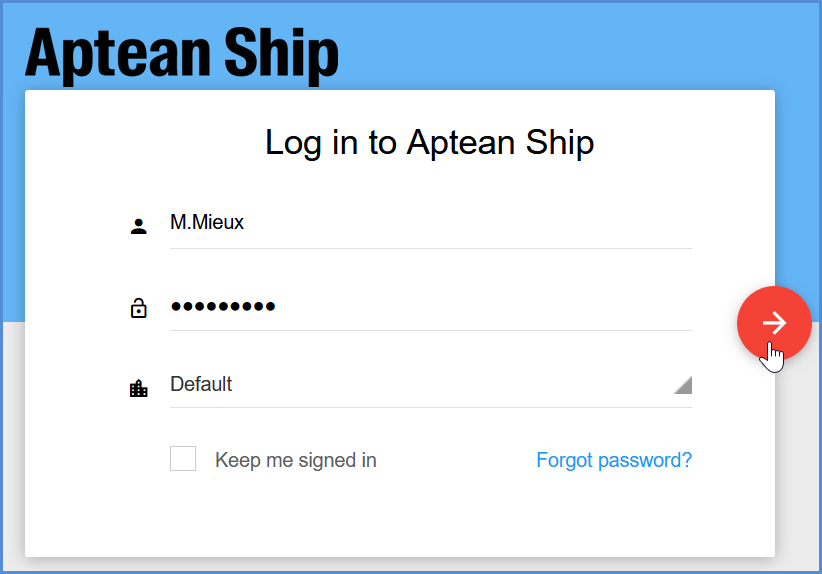 Aptean Ship
Log in to Aptean Ship
M.Mieux
•••••••••
Default
Keep me signed in
Forgot password?